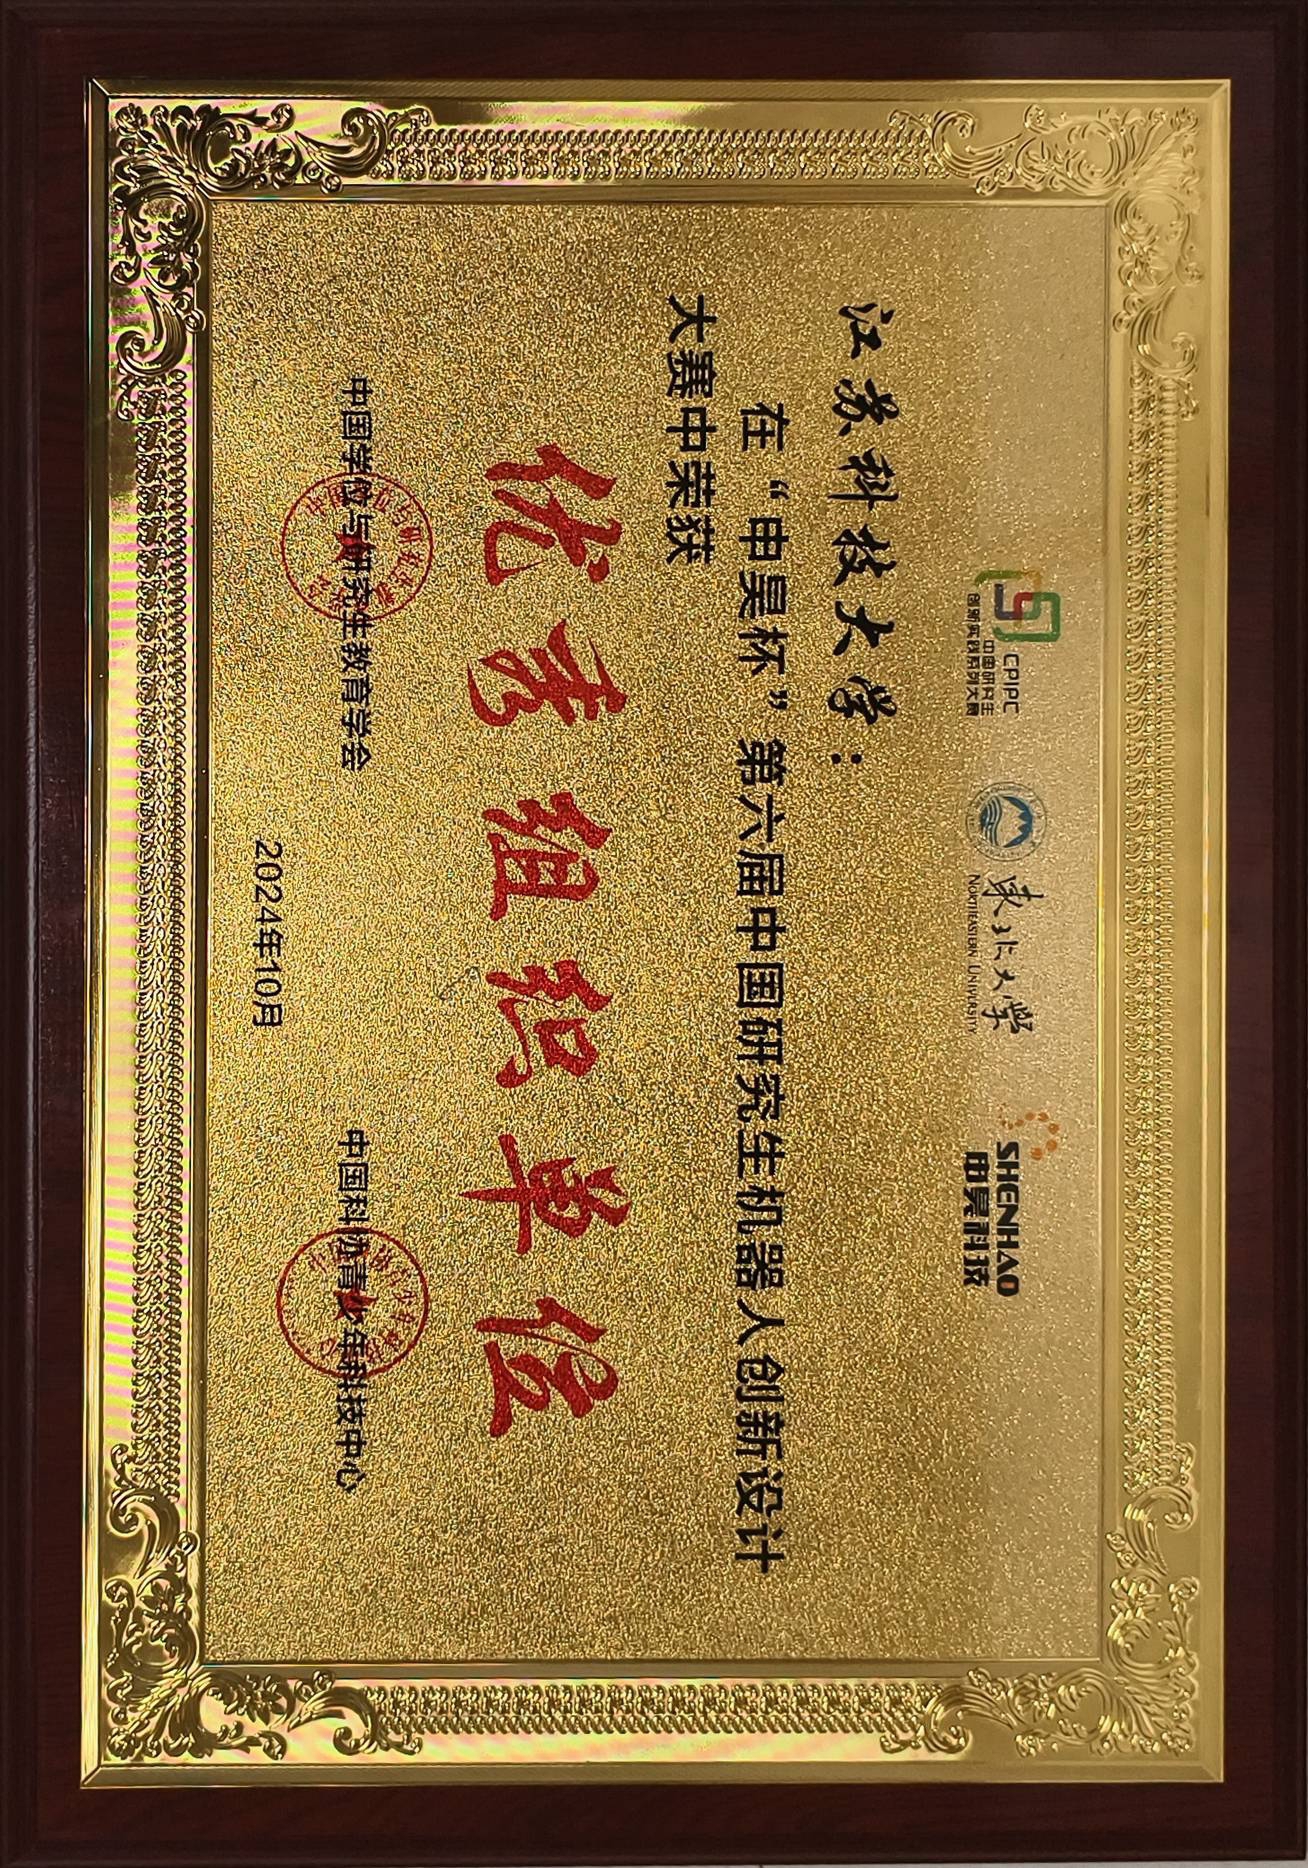 CPIPC
中国研究生
创新实践系列大赛
东北大学
NORTHEASTERN UNIVERSITY
SHENHAO
申昊科技
江苏科技大学：
在“申昊杯”第六届中国研究生机器人创新设计
大赛中荣获
优秀组织单位
中国学位与研究生教育学会
中国科协青少年科技中心
2024年10月